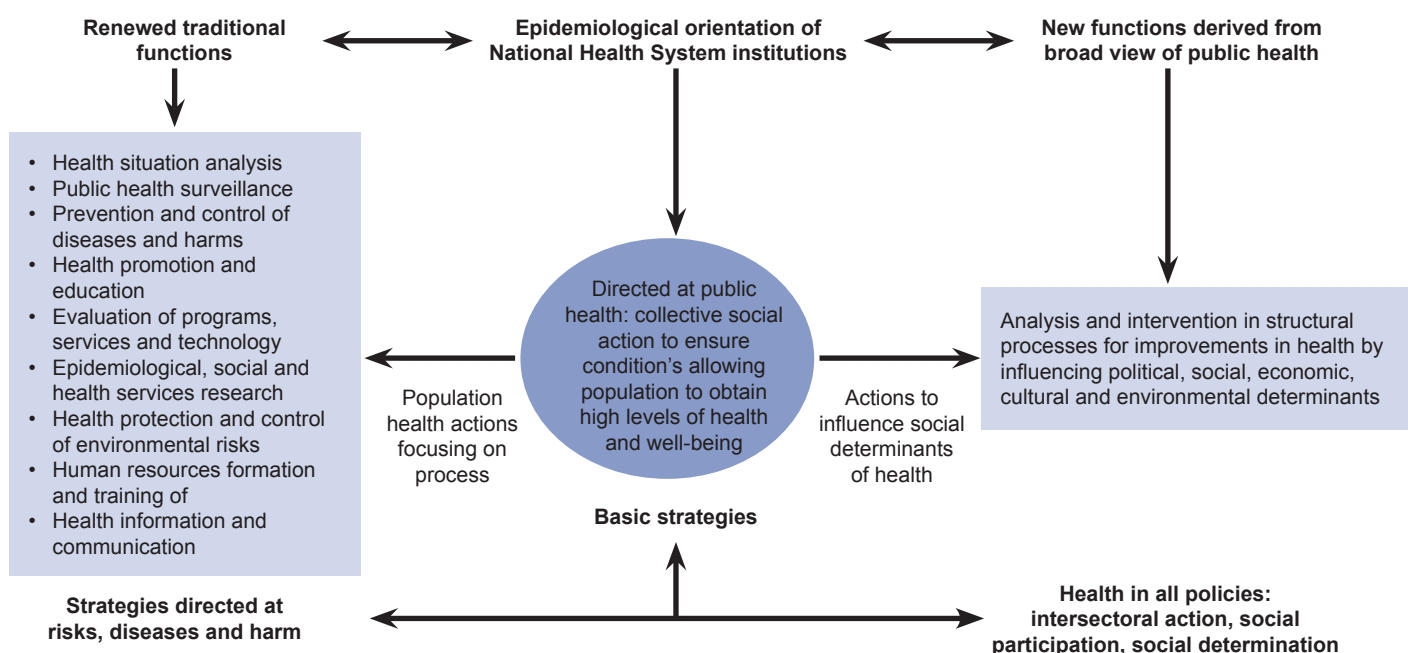 Renewed traditional
functions
Epidemiological orientation of
National Health System institutions
New functions derived from
broad view of public health
• Health situation analysis
• Public health surveillance
• Prevention and control of
diseases and harms
• Health promotion and
education
• Evaluation of programs,
services and technology
• Epidemiological, social and
health services research
• Health protection and control
of environmental risks
• Human resources formation
and training of
• Health information and
communication
Population
health actions
focusing on
process
Directed at public
health: collective social
action to ensure
condition's allowing
population to obtain
high levels of health
and well-being
Actions to
influence social
determinants
of health
Analysis and intervention in structural
processes for improvements in health by
influencing political, social, economic,
cultural and environmental determinants
Basic strategies
Strategies directed at
risks, diseases and harm
Health in all policies:
intersectoral action, social
participation, social determination